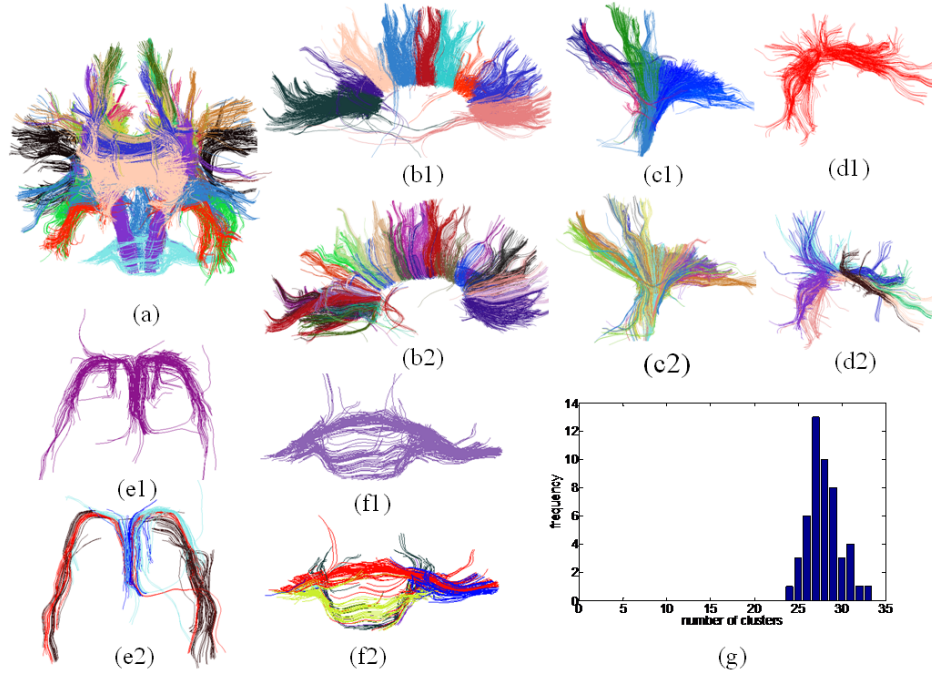 (a)
(b1)
(c1)
(d1)
(b2)
(c2)
(d2)
(e1)
(f1)
(e2)
(f2)
14
12
10
8
6
4
2
0
frequency
0 5 10 15 20 25 30 35
number of clusters
(g)